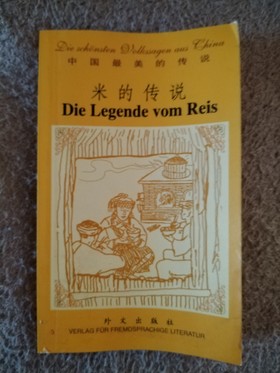 Die schönsten Volkssagen aus China
中国最美的传说
米的传说
Die Legende vom Reis
外文出版社
VERLAG FÜR FREMDSPRACHIGE LITERATUR